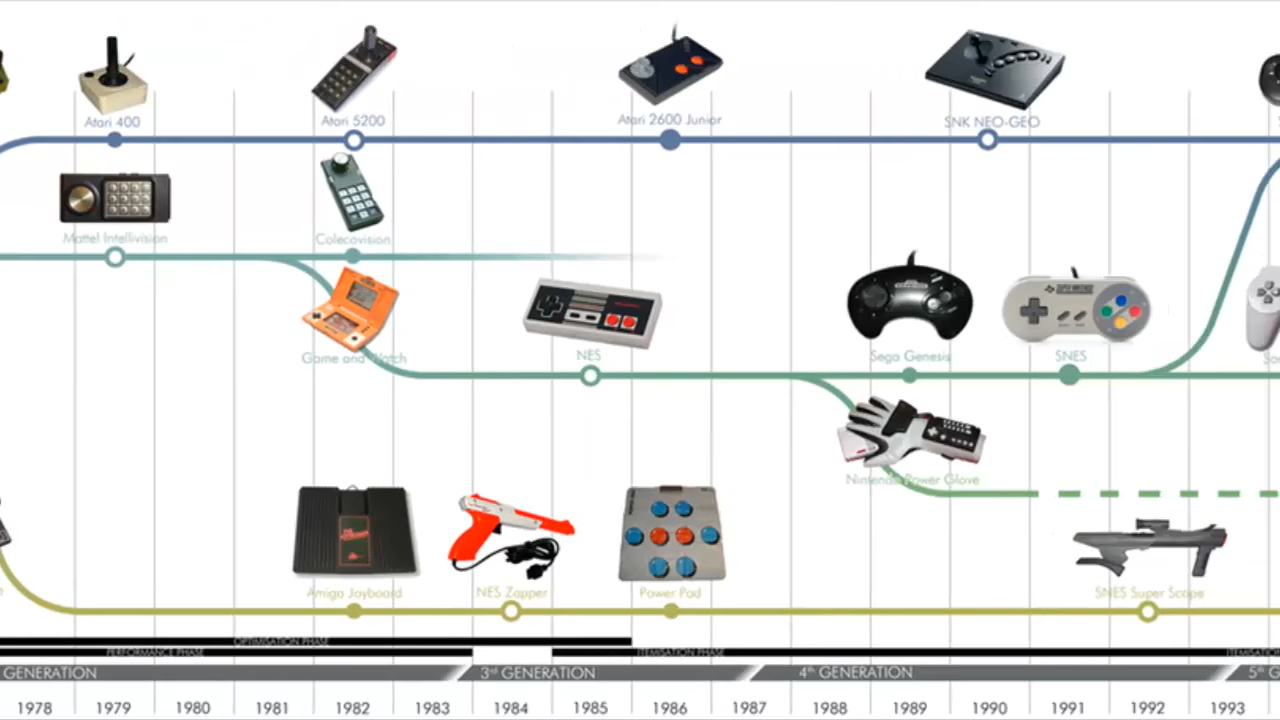 Atari 400
Atari 5200
Atari 2600 Junior
SNK NEO-GEO
Mattel Intellivision
Colecovision
Game and Watch
NES
Sega Genesis
SNES
Nintendo Power Glove
Amiga Joyboard
NES Zapper
Power Pad
SNES Super Scope
OPTIMISATION PHASE
PERFORMANCE PHASE
ITEMISATION PHASE
GENERATION
3rd GENERATION
4th GENERATION
5th G
1978 1979 1980 1981 1982 1983 1984 1985 1986 1987 1988 1989 1990 1991 1992 1993